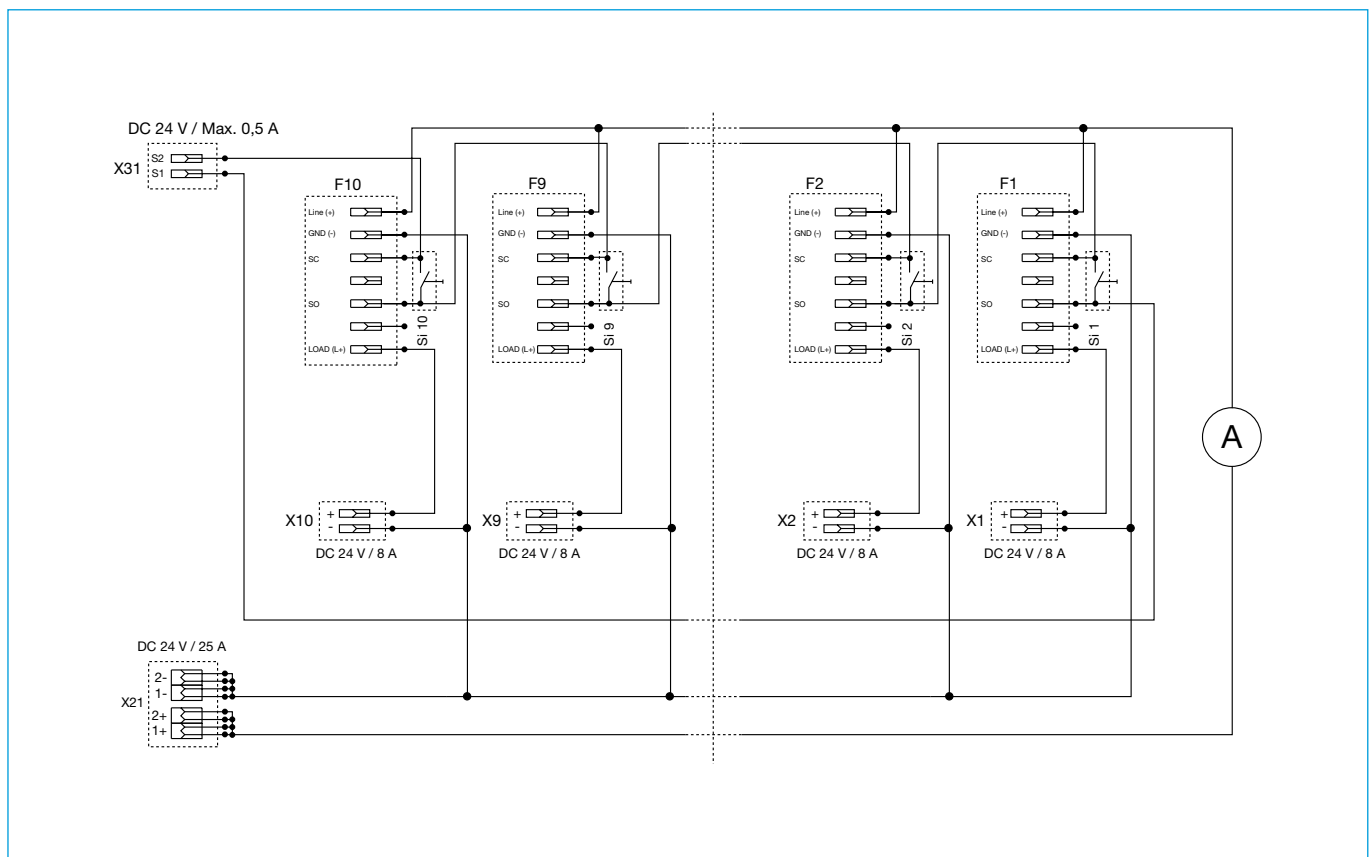 DC 24 V / Max. 0,5 A
X31
S2
S1
F10
Line (+)
GND (-)
SC
SO
LOAD (L+)
Si 10
F9
Line (+)
GND (-)
SC
SO
LOAD (L+)
Si 9
F2
Line (+)
GND (-)
SC
SO
LOAD (L+)
Si 2
F1
Line (+)
GND (-)
SC
SO
LOAD (L+)
Si 1
A
X10
+
-
DC 24 V / 8 A
X9
+
-
DC 24 V / 8 A
X2
+
-
DC 24 V / 8 A
X1
+
-
DC 24 V / 8 A
DC 24 V / 25 A
X21
2-
1-
2+
1+